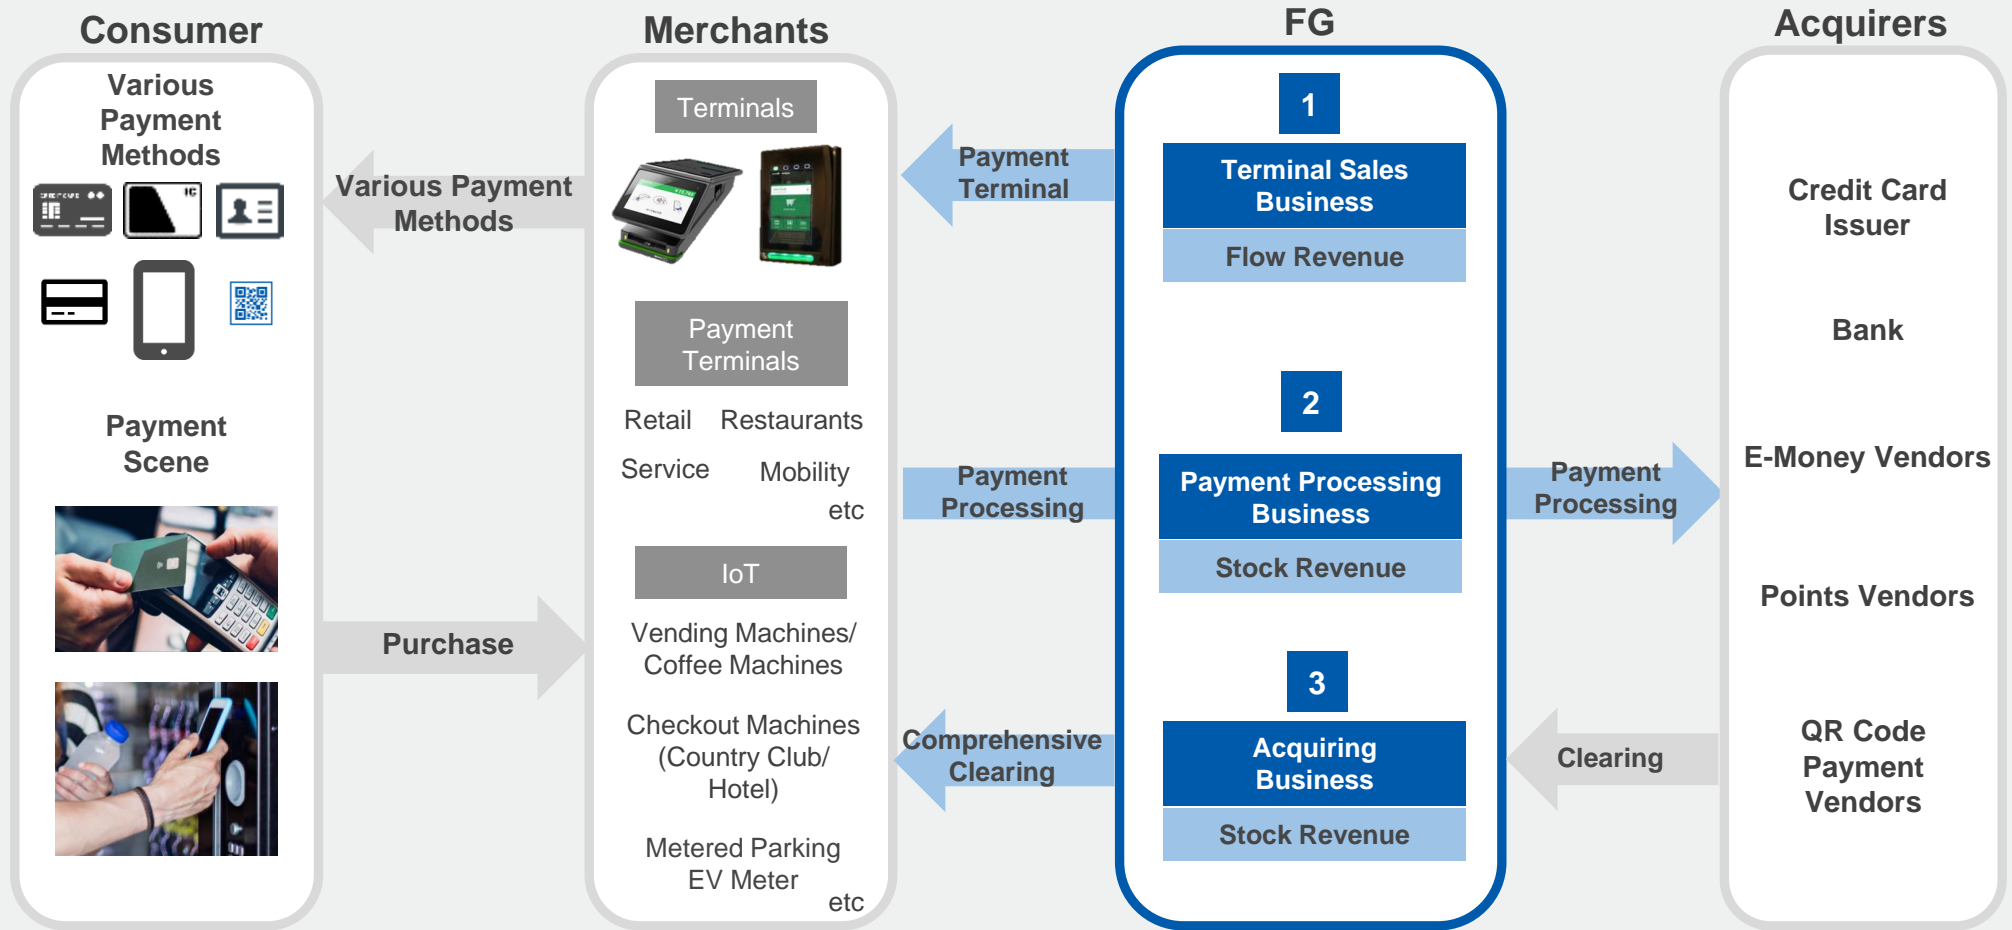 Consumer
Various
Payment
Methods
CREDIT CARD
IC
Payment
Scene
Various Payment
Methods
Purchase
Merchants
Terminals
Payment
Terminals
Retail Restaurants
Service Mobility
etc
IoT
Vending Machines/
Coffee Machines
Checkout Machines
(Country Club/
Hotel)
Metered Parking
EV Meter
etc
Payment
Terminal
Payment
Processing
Comprehensive
Clearing
FG
1
Terminal Sales
Business
Flow Revenue
2
Payment Processing
Business
Stock Revenue
3
Acquiring
Business
Stock Revenue
Payment
Processing
Clearing
Acquirers
Credit Card
Issuer
Bank
E-Money Vendors
Points Vendors
QR Code
Payment
Vendors